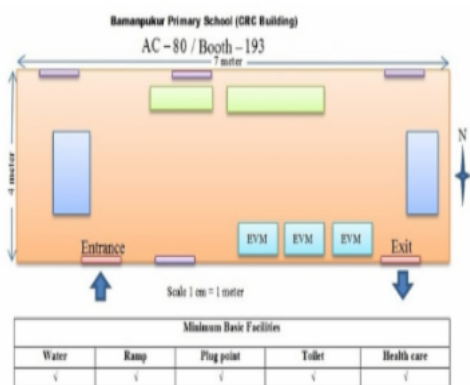 Bamanpukur Primary School (CRC Building)
AC – 80 / Booth – 193
7 meter
4 meter
N
EVM EVM EVM
Entrance Exit
Scale 1 cm = 1 meter
Minimum Basic Facilities
Water Ramp Plug point Toilet Health care
√ √ √ √ √